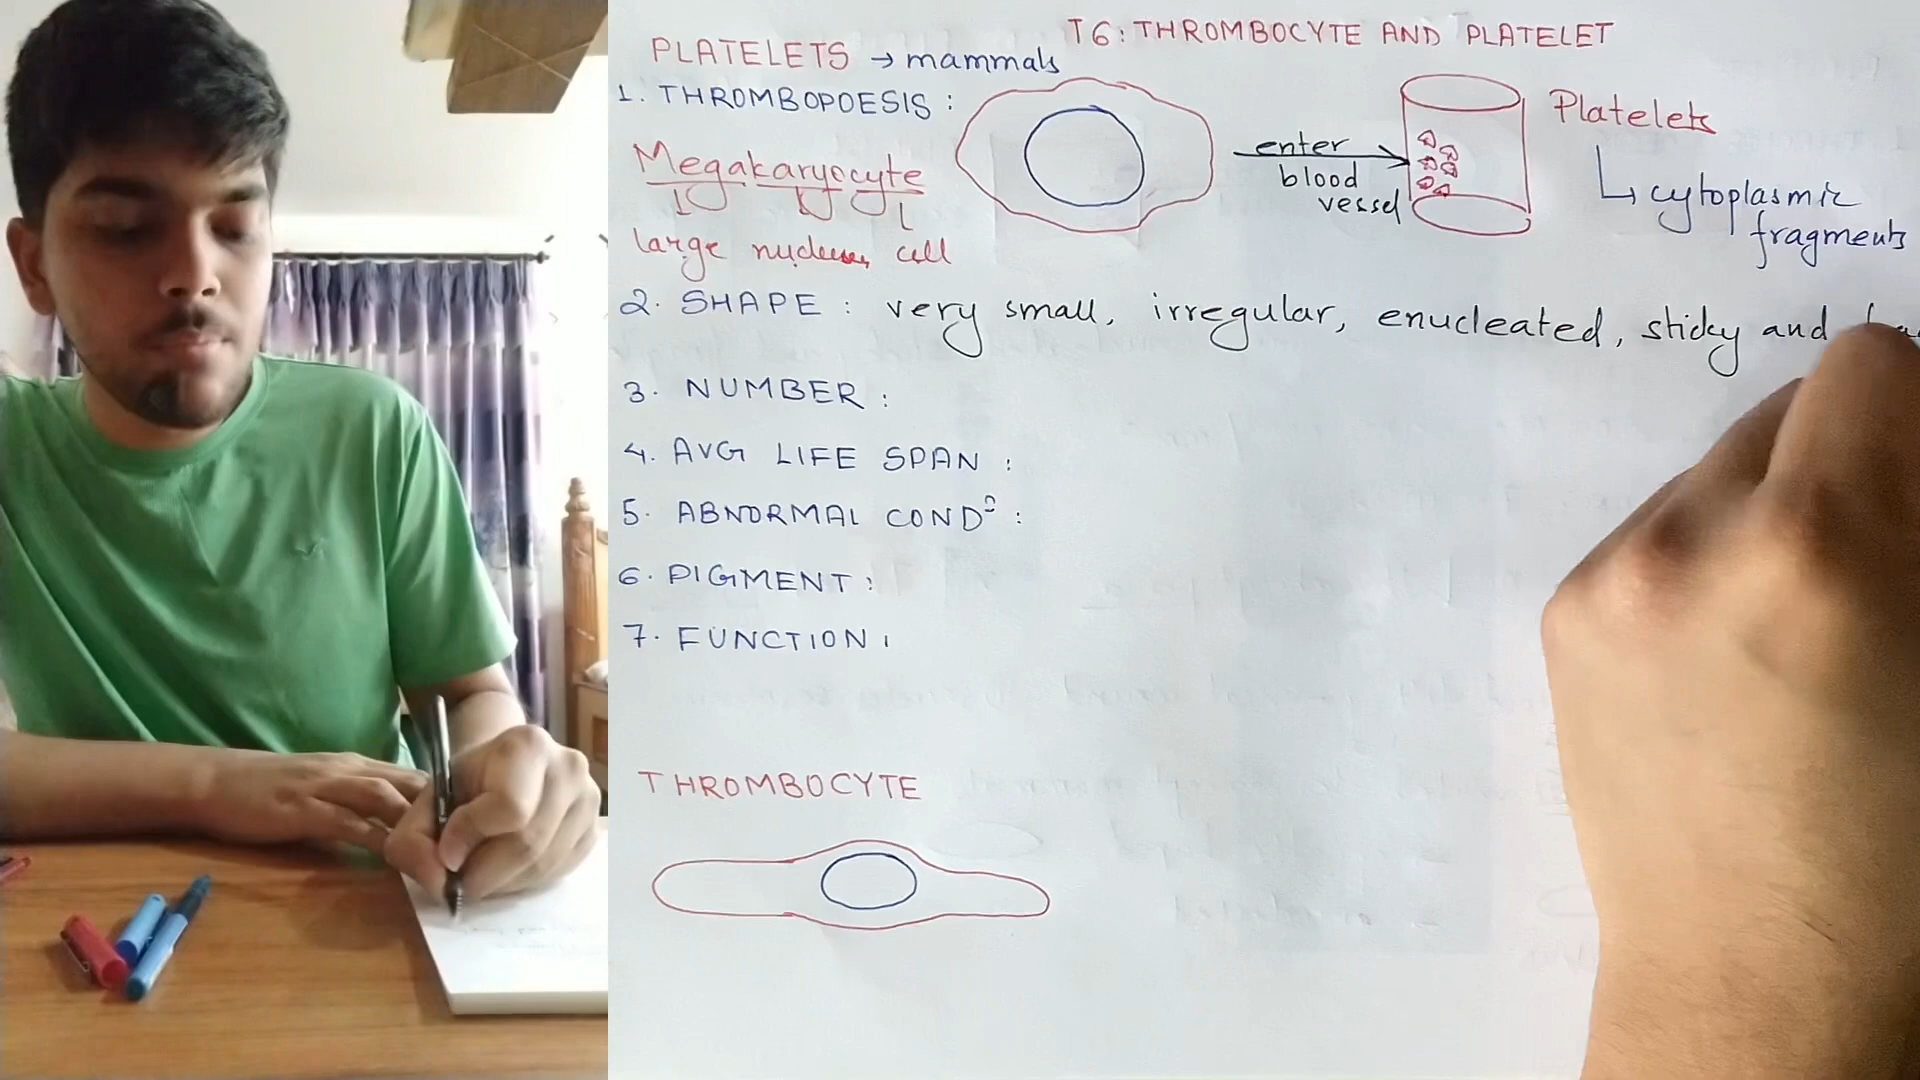 T6: THROMBOCYTE AND PLATELET
PLATELETS → mammals
1. THROMBOPOESIS :
Megakaryocyte
large nucleus cell
enter
blood
vessel
Platelets
↳ cytoplasmic
fragments
2. SHAPE : very small, irregular, enucleated, sticky and
3. NUMBER :
4. AVG LIFE SPAN :
5. ABNORMAL CONDⁿ :
6. PIGMENT :
7. FUNCTION :
THROMBOCYTE